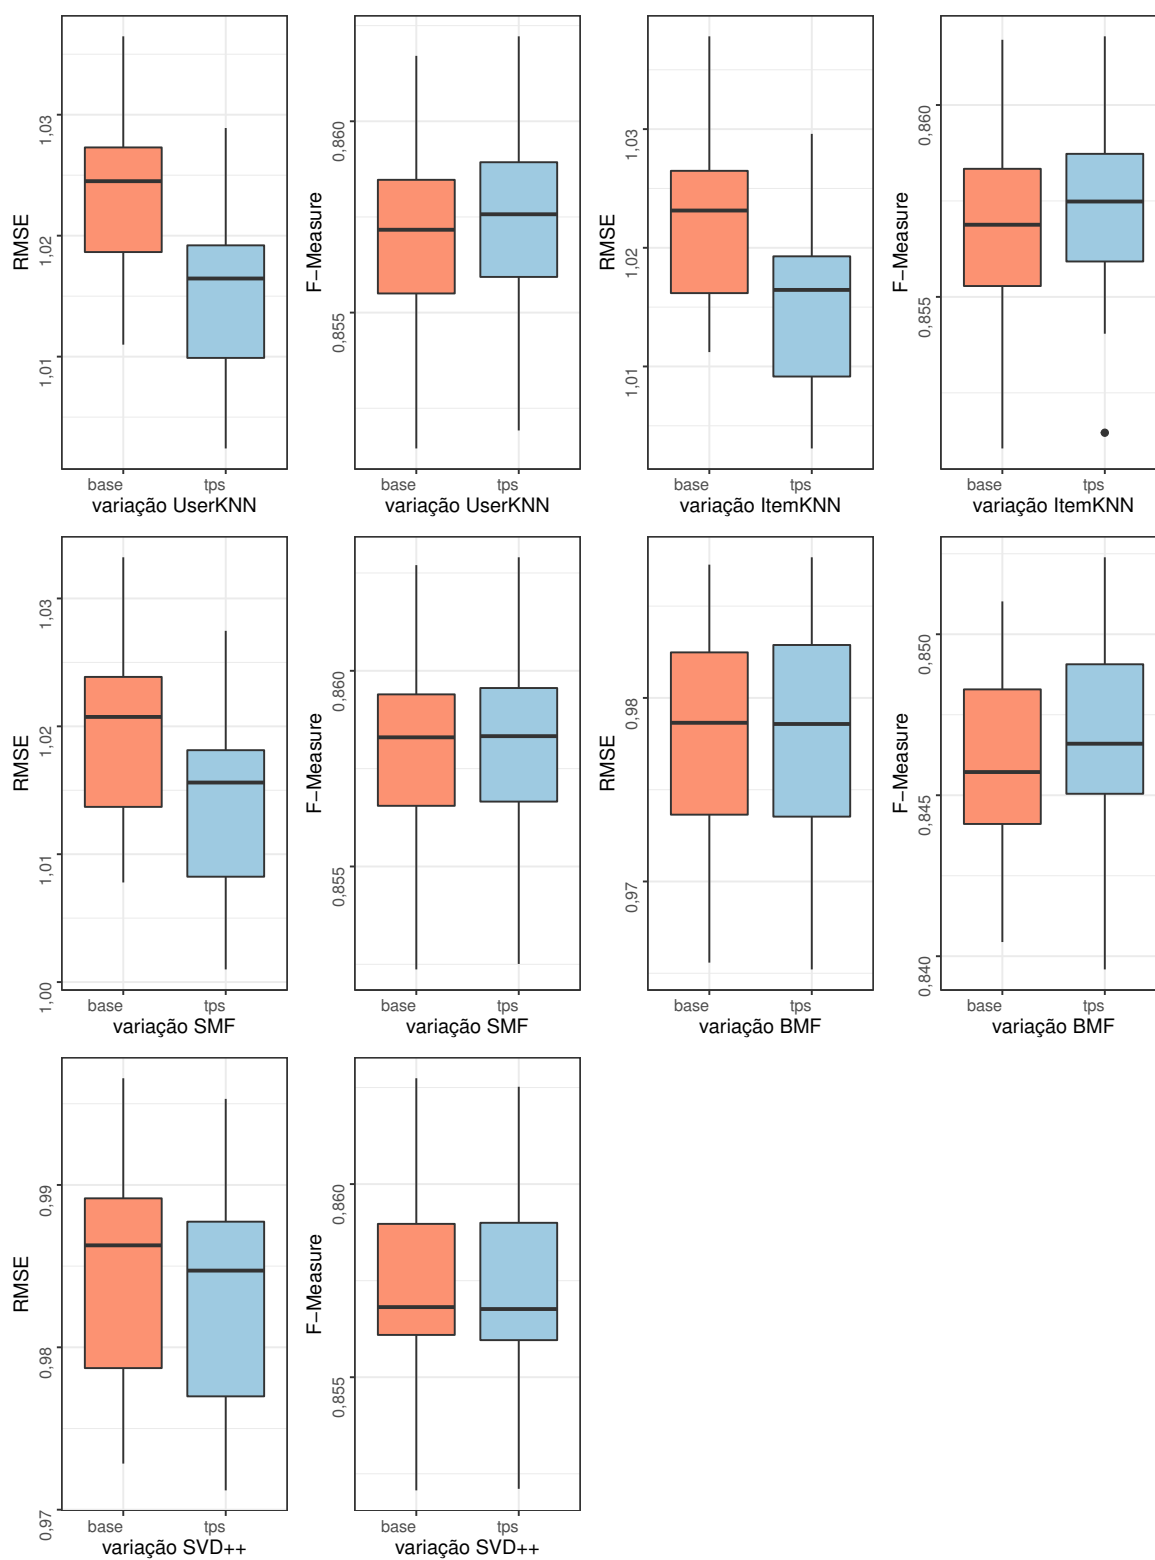 RMSE
1,03
1,02
1,01
base
tps
variação UserKNN
F−Measure
0,860
0,855
base
tps
variação UserKNN
RMSE
1,03
1,02
1,01
base
tps
variação ItemKNN
F−Measure
0,860
0,855
base
tps
variação ItemKNN
RMSE
1,03
1,02
1,01
1,00
base
tps
variação SMF
F−Measure
0,860
0,855
base
tps
variação SMF
RMSE
0,98
0,97
base
tps
variação BMF
F−Measure
0,850
0,845
0,840
base
tps
variação BMF
RMSE
0,99
0,98
0,97
base
tps
variação SVD++
F−Measure
0,860
0,855
base
tps
variação SVD++